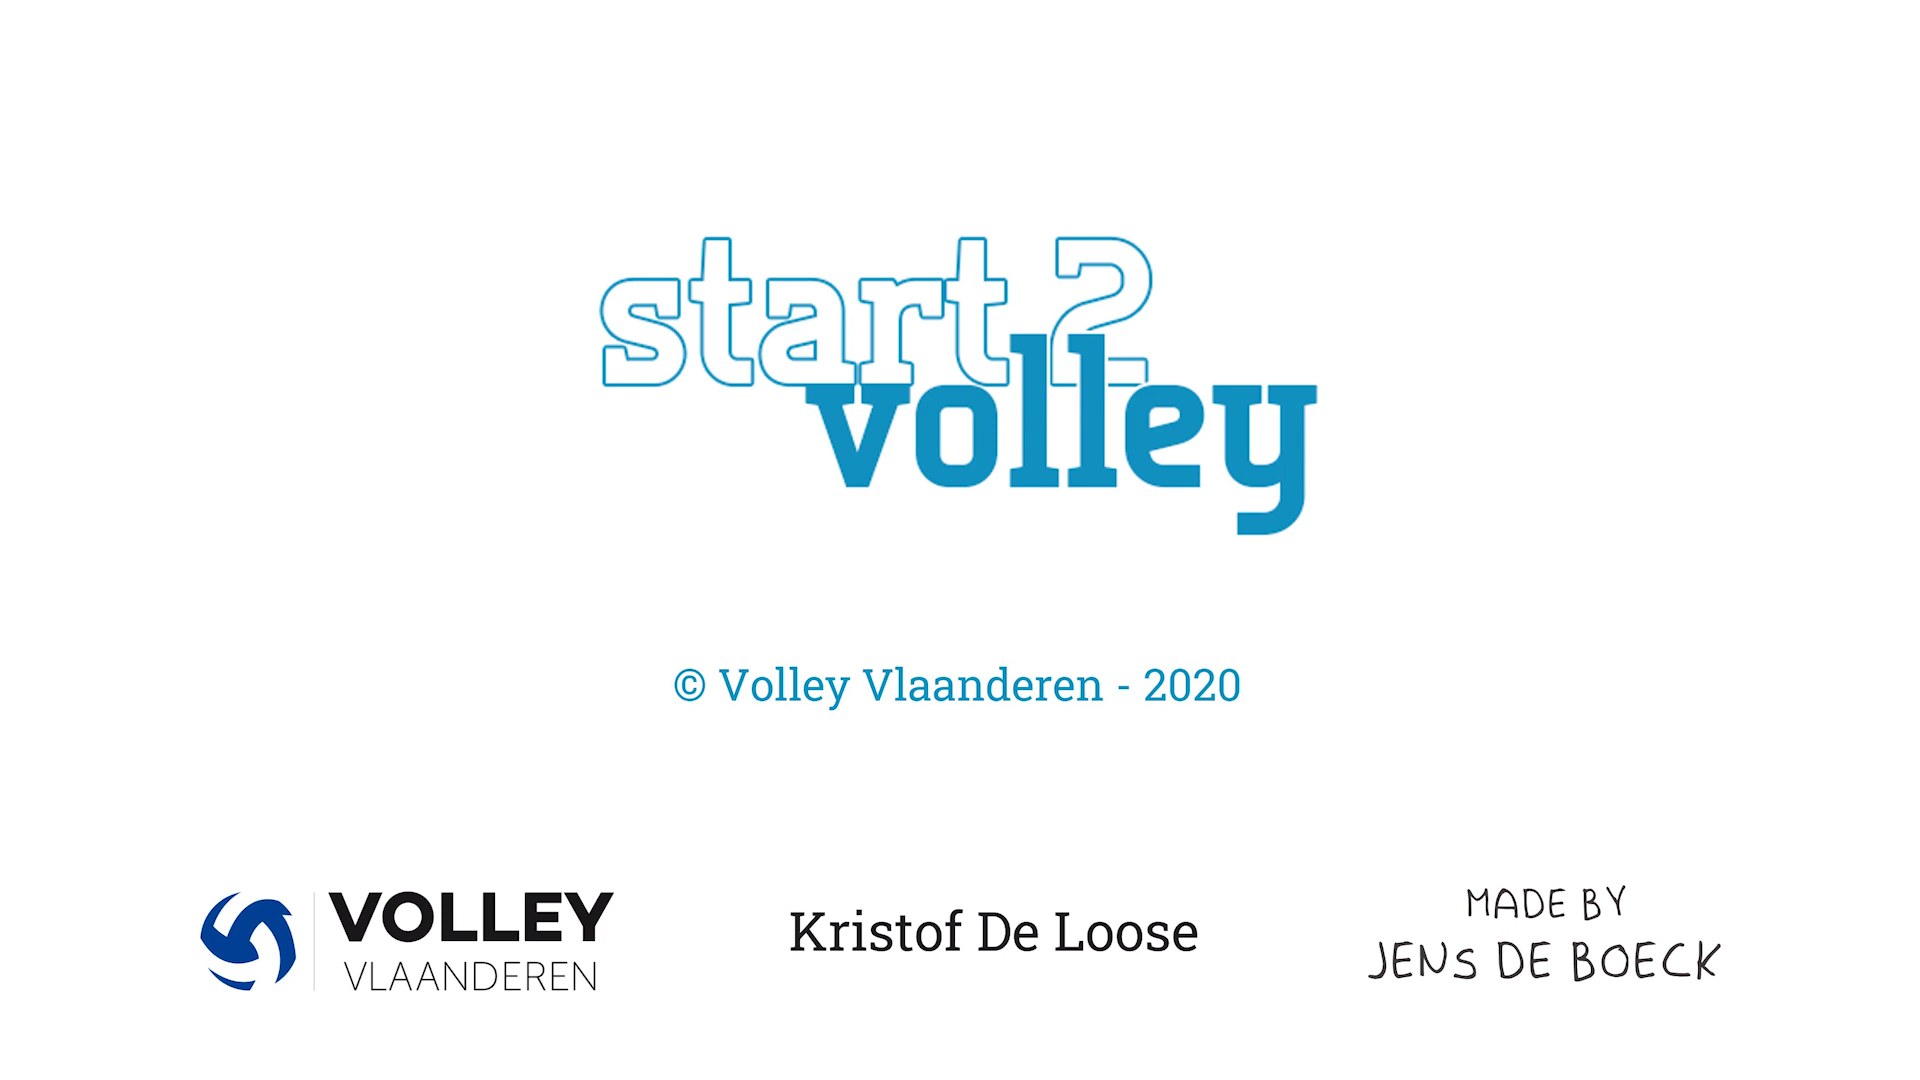 start 2
volley
© Volley Vlaanderen - 2020
VOLLEY
VLAANDEREN
Kristof De Loose
MADE BY
JENS DE BOECK